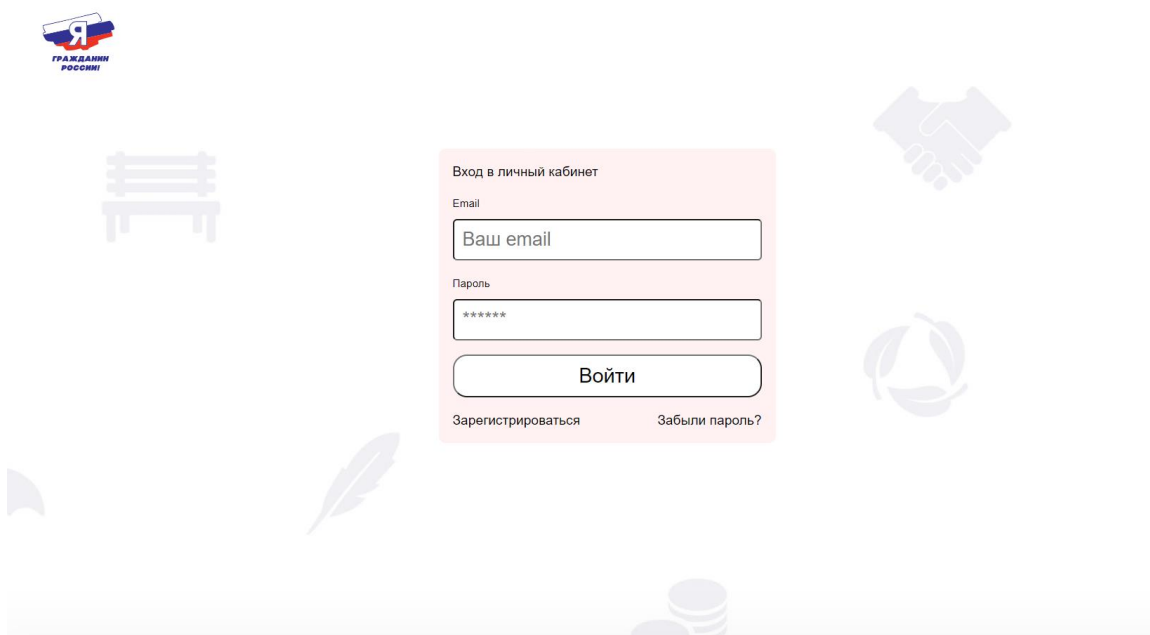 Я
ГРАЖДАНИН
РОССИИ!
Вход в личный кабинет
Email
Ваш email
Пароль
******
Войти
Зарегистрироваться
Забыли пароль?